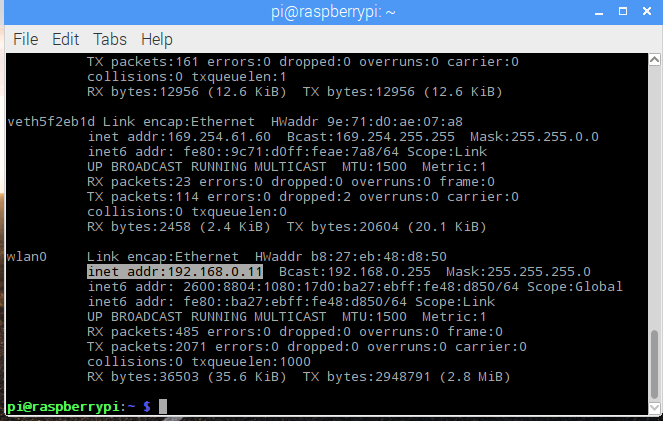 pi@raspberrypi: ~
File Edit Tabs Help
TX packets:161 errors:0 dropped:0 overruns:0 carrier:0
collisions:0 txqueuelen:1
RX bytes:12956 (12.6 KiB)  TX bytes:12956 (12.6 KiB)
veth5f2eb1d Link encap:Ethernet  HWaddr 9e:71:d0:ae:07:a8
inet addr:169.254.61.60  Bcast:169.254.255.255  Mask:255.255.0.0
inet6 addr: fe80::9c71:d0ff:feae:7a8/64 Scope:Link
UP BROADCAST RUNNING MULTICAST  MTU:1500  Metric:1
RX packets:23 errors:0 dropped:0 overruns:0 frame:0
TX packets:114 errors:0 dropped:2 overruns:0 carrier:0
collisions:0 txqueuelen:0
RX bytes:2458 (2.4 KiB)  TX bytes:20604 (20.1 KiB)
wlan0     Link encap:Ethernet  HWaddr b8:27:eb:48:d8:50
inet addr:192.168.0.11  Bcast:192.168.0.255  Mask:255.255.255.0
inet6 addr: 2600:8804:1080:17d0:ba27:ebff:fe48:d850/64 Scope:Global
inet6 addr: fe80::ba27:ebff:fe48:d850/64 Scope:Link
UP BROADCAST RUNNING MULTICAST  MTU:1500  Metric:1
RX packets:485 errors:0 dropped:0 overruns:0 frame:0
TX packets:2071 errors:0 dropped:0 overruns:0 carrier:0
collisions:0 txqueuelen:1000
RX bytes:36503 (35.6 KiB)  TX bytes:2948791 (2.8 MiB)
pi@raspberrypi:~ $